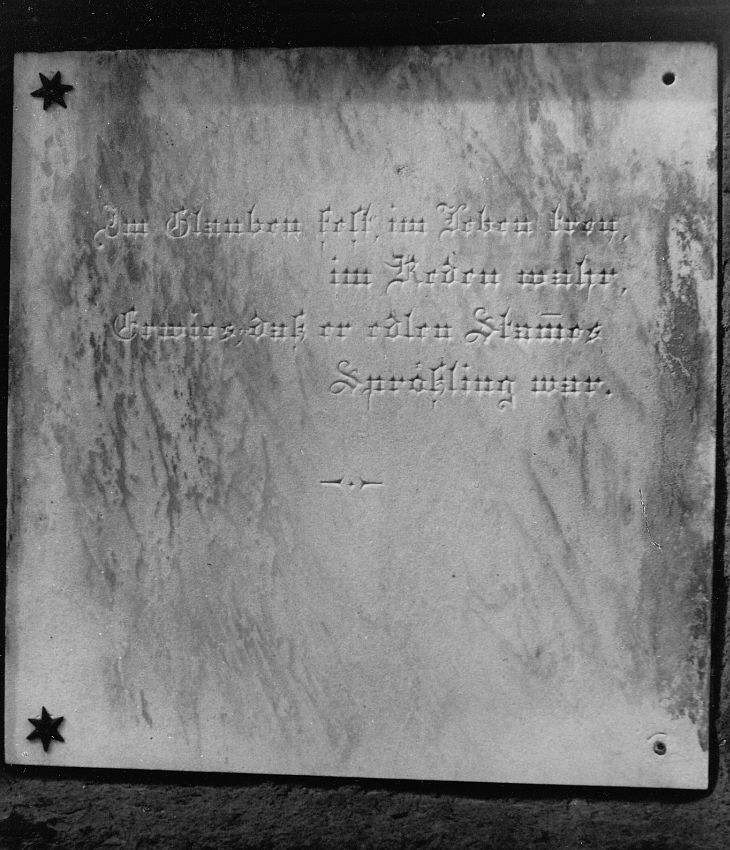 Im Glauben fest, im Leben treu,
im Reden wahr,
Erwies, daß er edlen Stam̅es
Sprößling war.